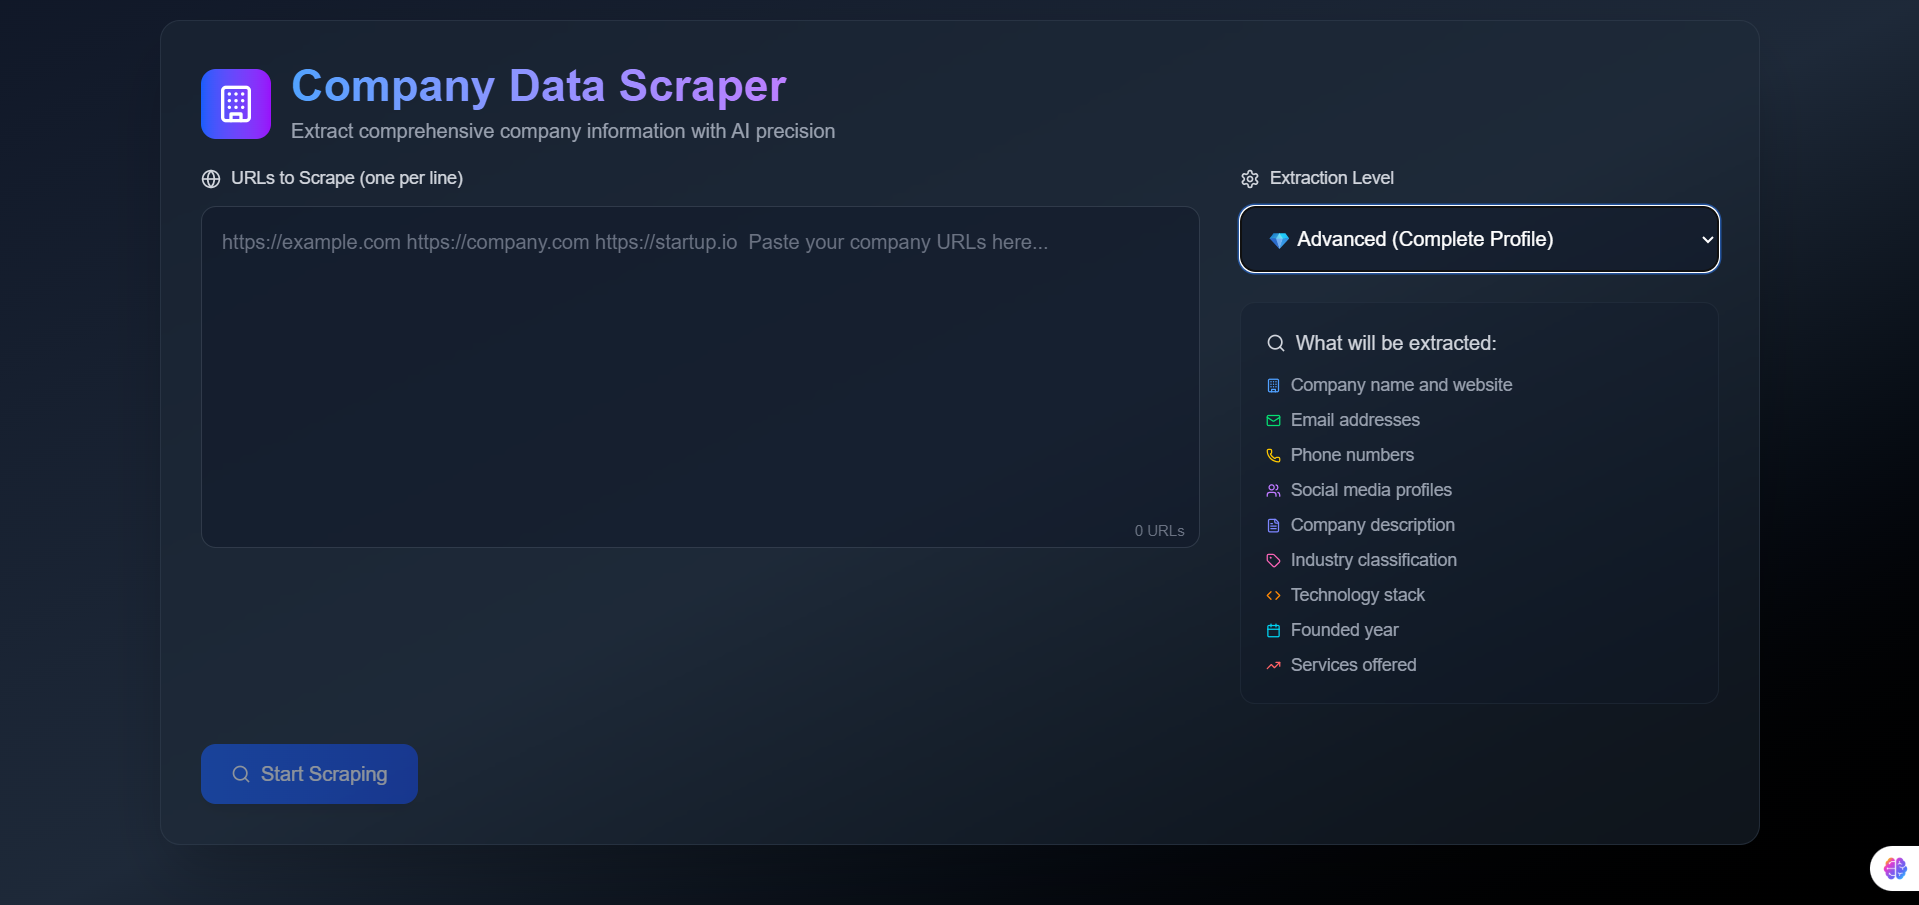 Company Data Scraper
Extract comprehensive company information with AI precision
URLs to Scrape (one per line)
https://example.com https://company.com https://startup.io  Paste your company URLs here...
0 URLs
Extraction Level
Advanced (Complete Profile)
What will be extracted:
Company name and website
Email addresses
Phone numbers
Social media profiles
Company description
Industry classification
Technology stack
Founded year
Services offered
Start Scraping